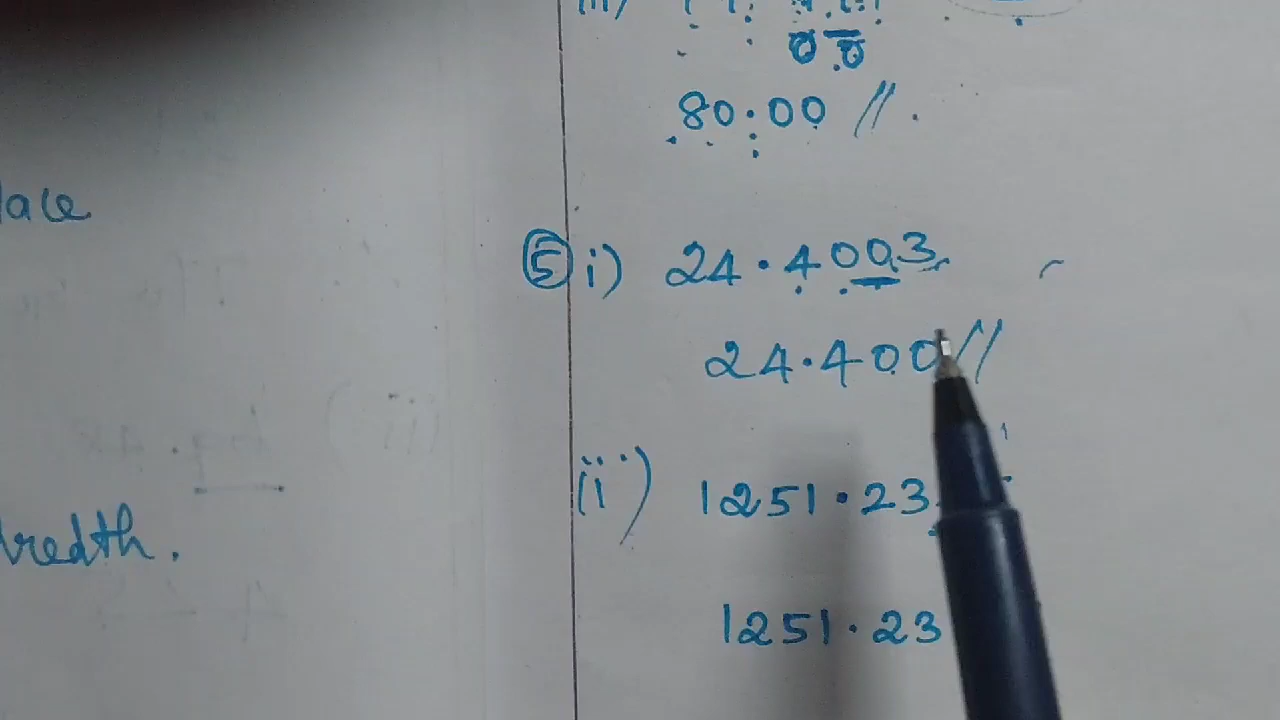 lace
redth.
80.00 //.
5 i) 24.4003
24.400 //
ii) 1251.23
1251.23